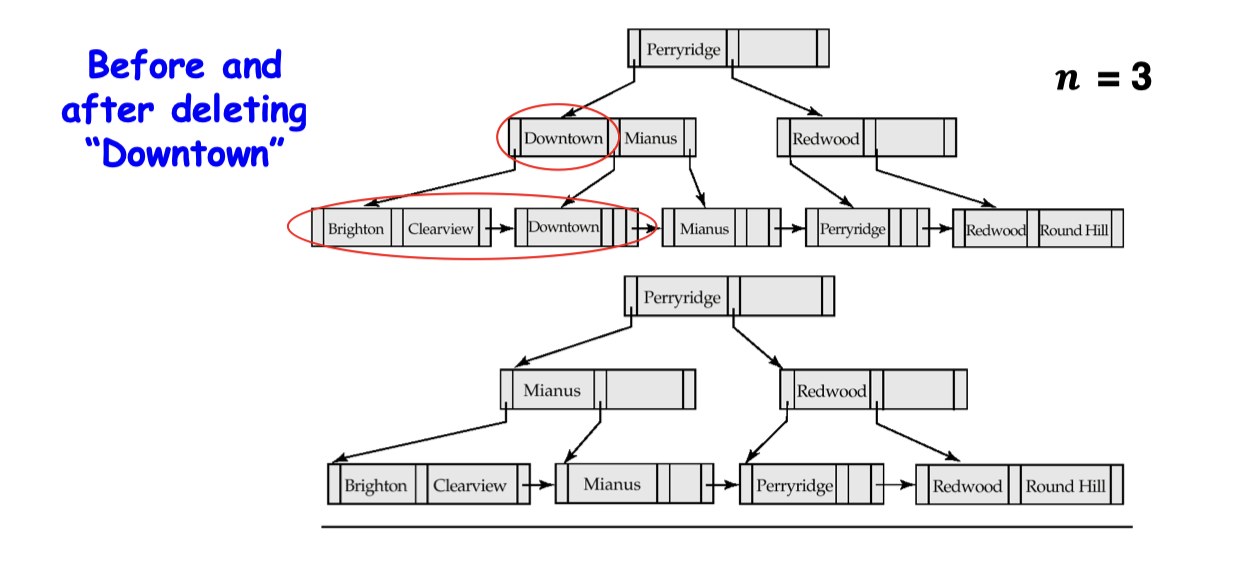 Before and
after deleting
“Downtown”
n = 3
Perryridge
Downtown Mianus
Redwood
Brighton Clearview Downtown Mianus Perryridge Redwood Round Hill
Perryridge
Mianus
Redwood
Brighton Clearview Mianus Perryridge Redwood Round Hill